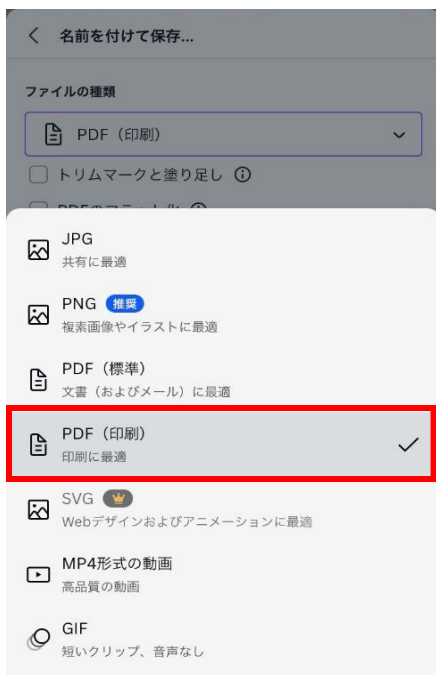 名前を付けて保存...
ファイルの種類
PDF（印刷）
トリムマークと塗り足し
JPG
共有に最適
PNG 推奨
複素画像やイラストに最適
PDF（標準）
文書（およびメール）に最適
PDF（印刷）
印刷に最適
SVG
Webデザインおよびアニメーションに最適
MP4形式の動画
高品質の動画
GIF
短いクリップ、音声なし